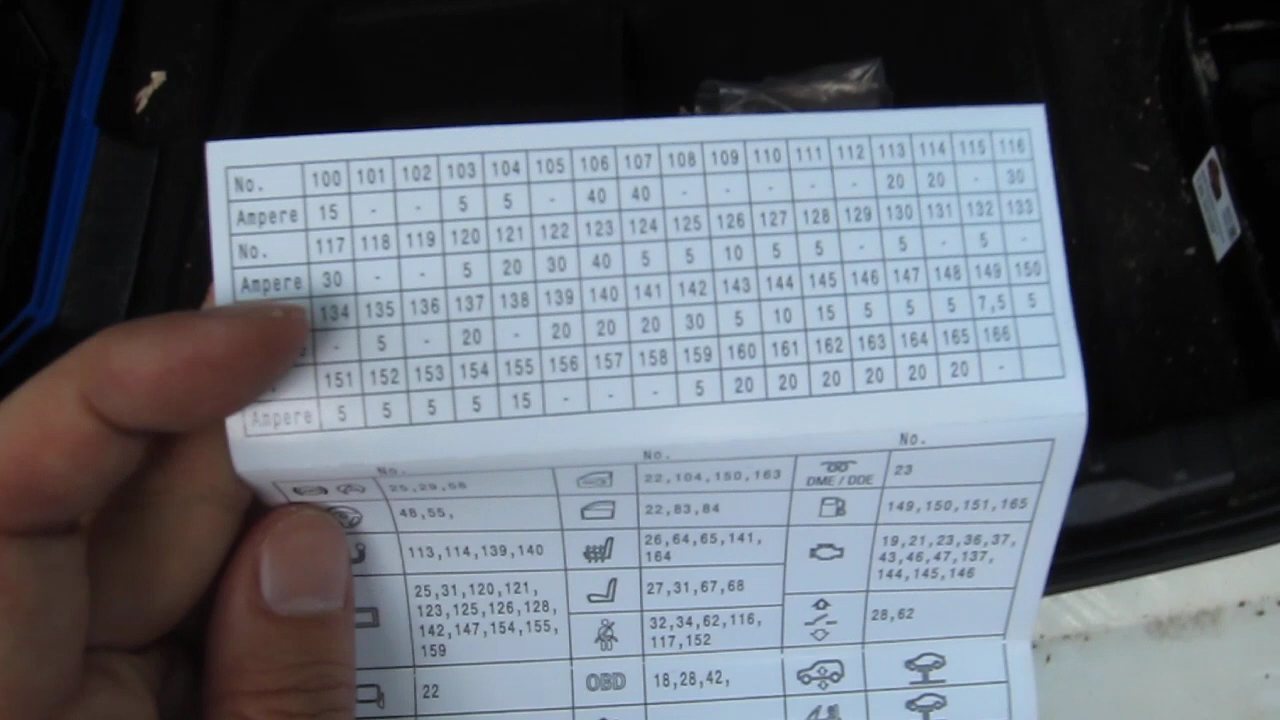 No. 100 101 102 103 104 105 106 107 108 109 110 111 112 113 114 115 116
Ampere 15 - - 5 5 - 40 40 - - - - - 20 20 - 30
No. 117 118 119 120 121 122 123 124 125 126 127 128 129 130 131 132 133
Ampere 30 - - 5 20 30 40 5 5 10 5 5 - 5 - 5 -
134 135 136 137 138 139 140 141 142 143 144 145 146 147 148 149 150
- 5 - 20 - 20 20 20 30 5 10 15 5 5 5 7,5 5
151 152 153 154 155 156 157 158 159 160 161 162 163 164 165 166
Ampere 5 5 5 5 15 - - - 5 20 20 20 20 20 20 -
No. No. No.
25,29,56 22,104,150,163 DME / DDE 23
48,55, 22,83,84 149,150,151,165
113,114,139,140 26,64,65,141,
164
19,21,23,36,37,
43,46,47,137,
144,145,146
25,31,120,121,
123,125,126,128,
142,147,154,155,
159
27,31,67,68
32,34,62,116,
117,152
28,62
22 OBD 18,28,42,